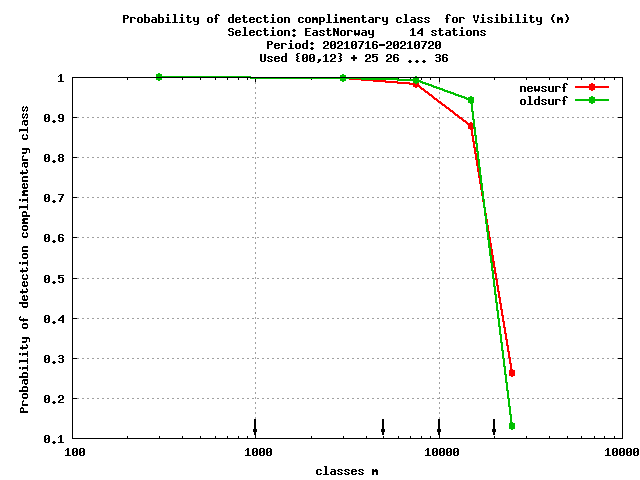 Probability of detection complimentary class  for Visibility (m)
Selection: EastNorway     14 stations
Period: 20210716-20210720
Used {00,12} + 25 26 ... 36
Probability of detection complimentary class
1
0.9
0.8
0.7
0.6
0.5
0.4
0.3
0.2
0.1
newsurf
oldsurf
100 1000 10000 10000
classes m